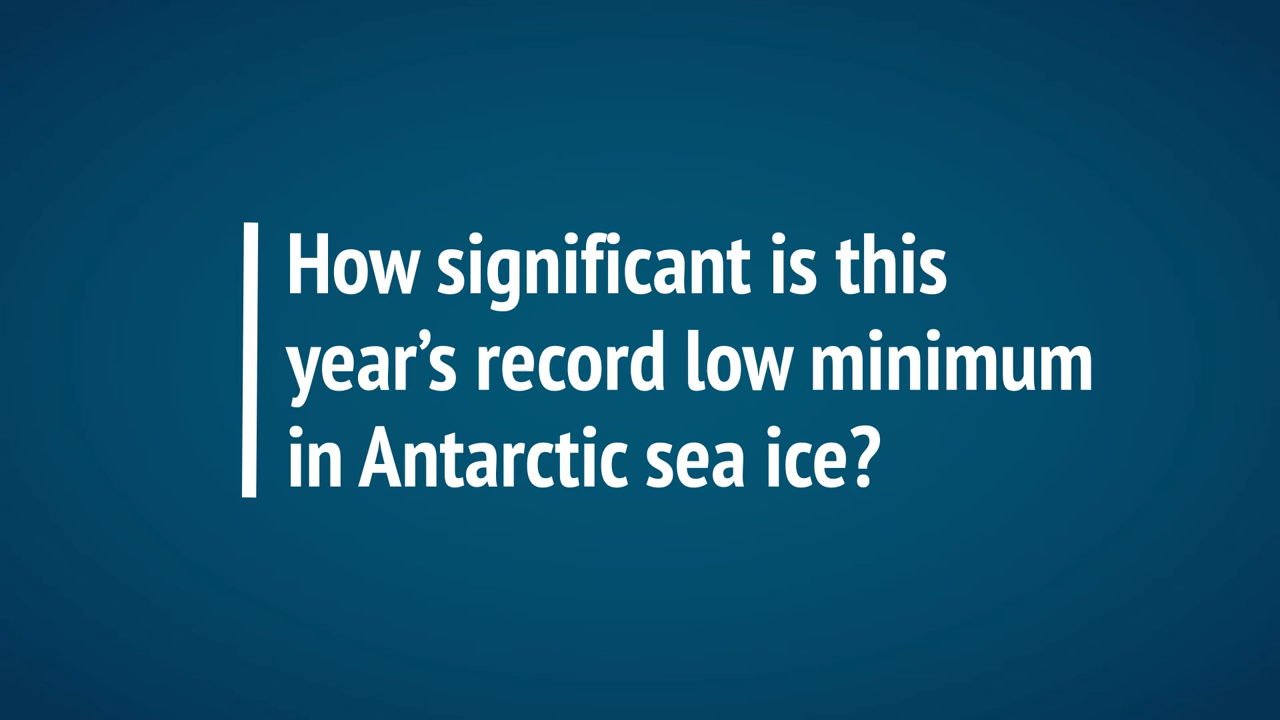 How significant is this
year’s record low minimum
in Antarctic sea ice?